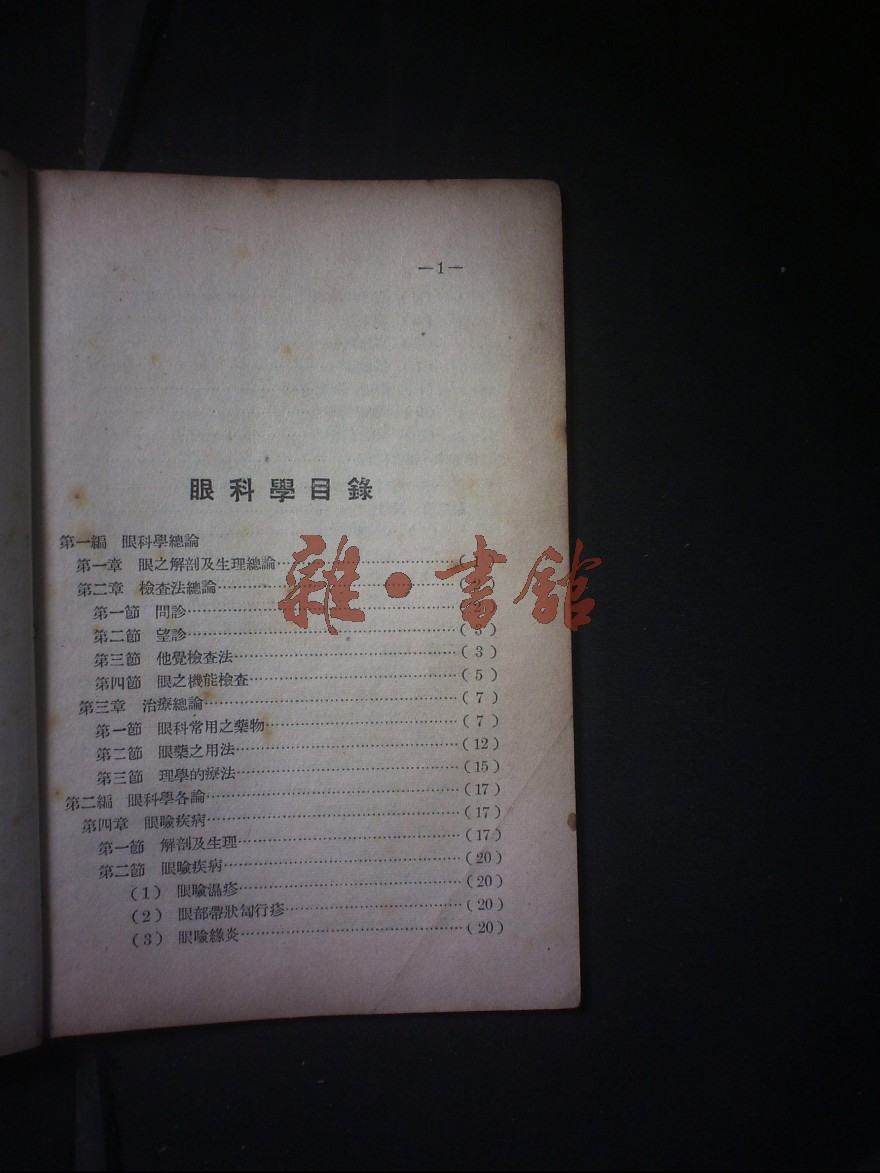 —1—
眼科學目錄
第一編 眼科學總論
第一章 眼之解剖及生理總論
第二章 檢查法總論
第一節 問診
第二節 望診 (3)
第三節 他覺檢查法 (3)
第四節 眼之機能檢查 (5)
第三章 治療總論 (7)
第一節 眼科常用之藥物 (7)
第二節 眼藥之用法 (12)
第三節 理學的療法 (15)
第二編 眼科學各論 (17)
第四章 眼瞼疾病 (17)
第一節 解剖及生理 (17)
第二節 眼瞼疾病 (20)
(1) 眼瞼濕疹 (20)
(2) 眼部帶狀匐行疹 (20)
(3) 眼瞼緣炎 (20)
雜·書館